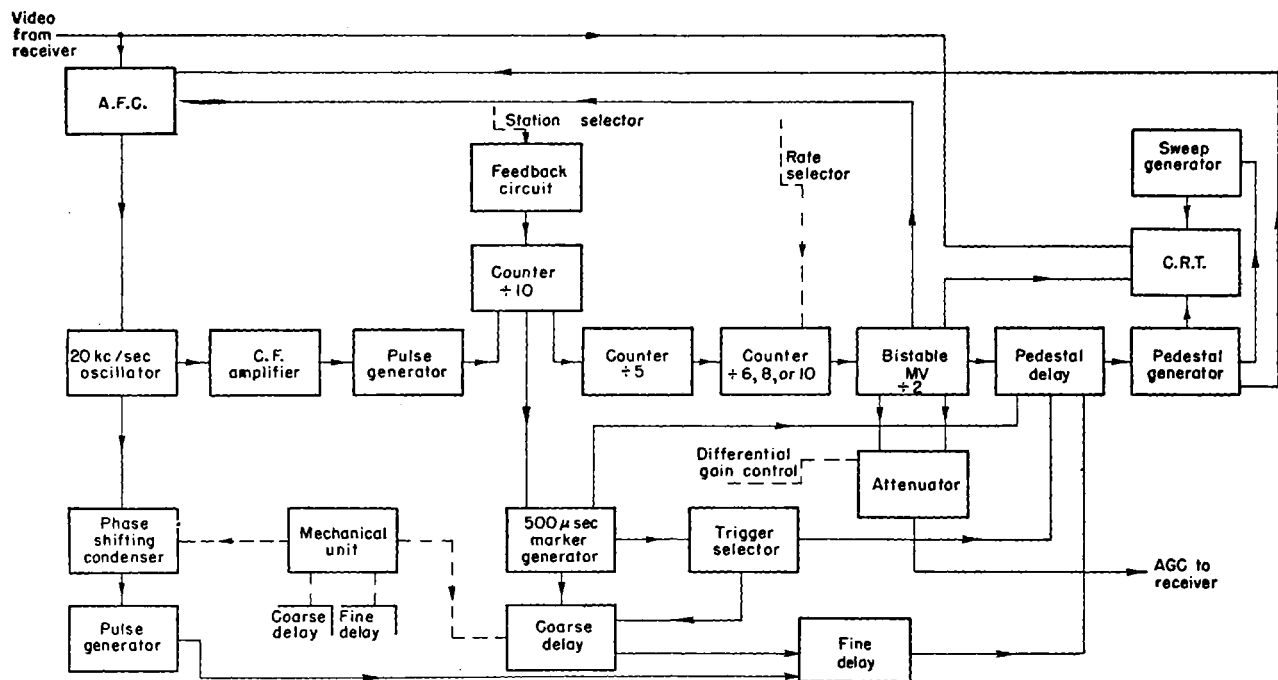 Video
from
receiver
A.F.C.
Station selector
Feedback
circuit
Rate
selector
Sweep
generator
Counter
÷10
C.R.T.
20 kc/sec
oscillator
C.F.
amplifier
Pulse
generator
Counter
÷5
Counter
÷6, 8, or 10
Bistable
MV
÷2
Pedestal
delay
Pedestal
generator
Differential
gain control
Attenuator
Phase
shifting
condenser
Mechanical
unit
500 μ sec
marker
generator
Trigger
selector
AGC to
receiver
Coarse
delay
Fine
delay
Pulse
generator
Coarse
delay
Fine
delay